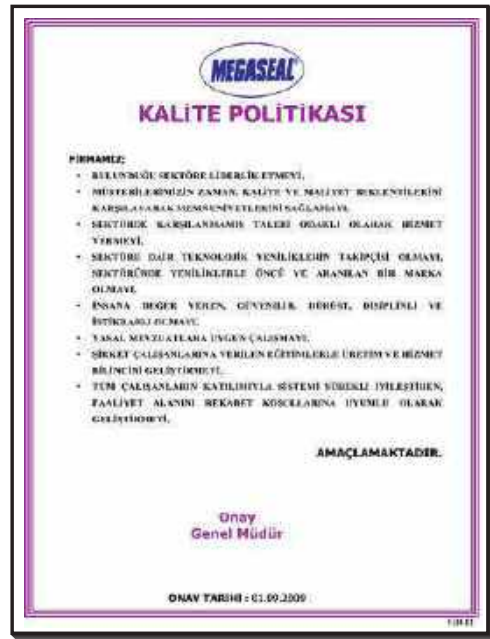 MEGASEAL
KALİTE POLİTİKASI
FİRMAMIZ;
• BULUNDUĞU SEKTÖRE LİDERLİK ETMEYİ,
• MÜŞTERİLERİMİZİN ZAMAN, KALİTE VE MALİYET BEKLENTİLERİNİ
KARŞILAYARAK MEMNUNİYETLERİNİ SAĞLAMAYI,
• SEKTÖRDE KARŞILANMAMIŞ TALEBİ ODAKLI OLARAK HİZMET
VERMEYİ,
• SEKTÖRE DAİR TEKNOLOJİK YENİLİKLERİN TAKİPÇİSİ OLMAYI,
SEKTÖRÜNDE YENİLİKLERLE ÖNCÜ VE ARANILAN BİR MARKA
OLMAYI,
• İNSANA DEĞER VEREN, GÜVENİLİR, DÜRÜST, DİSİPLİNLİ VE
İSTİKRARLI OLMAYI,
• YASAL MEVZUATLARA UYGUN ÇALIŞMAYI,
• ŞİRKET ÇALIŞANLARINA VERİLEN EĞİTİMLERLE ÜRETİM VE HİZMET
BİLİNCİNİ GELİŞTİRMEYİ,
• TÜM ÇALIŞANLARIN KATILIMIYLA SİSTEMİ SÜREKLİ İYİLEŞTİREN,
FAALİYET ALANINI REKABET KOŞULLARINA UYUMLU OLARAK
GELİŞTİRMEYİ,
AMAÇLAMAKTADIR.
Onay
Genel Müdür
ONAY TARİHİ : 01.09.2009